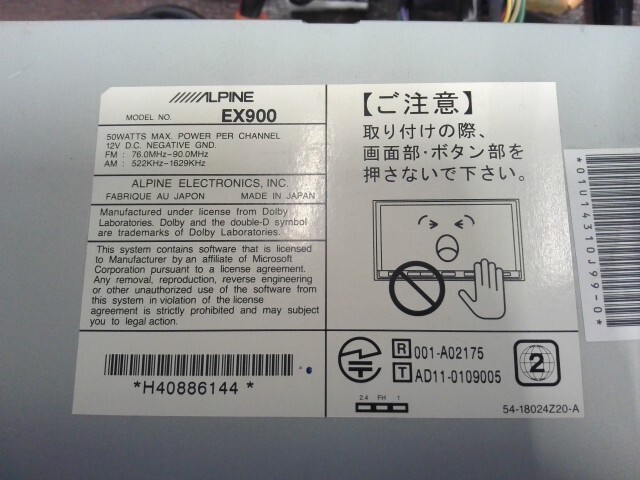 ALPINE
MODEL NO. EX900
50WATTS MAX. POWER PER CHANNEL
12V D.C. NEGATIVE GND.
FM : 76.0MHz-90.0MHz
AM : 522KHz-1629KHz
ALPINE ELECTRONICS, INC.
FABRIQUE AU JAPON MADE IN JAPAN
Manufactured under license from Dolby
Laboratories. Dolby and the double-D symbol
are trademarks of Dolby Laboratories.
This system contains software that is licensed
to Manufacturer by an affiliate of Microsoft
Corporation pursuant to a license agreement.
Any removal, reproduction, reverse engineering
or other unauthorized use of the software from
this system in violation of the license
agreement is strictly prohibited and may subject
you to legal action.
*H40886144*
【ご注意】
取り付けの際、
画面部・ボタン部を
押さないで下さい。
R 001-A02175
T AD11-0109005
2
2.4 FH 1
54-18024Z20-A
*01U14310J99-0*